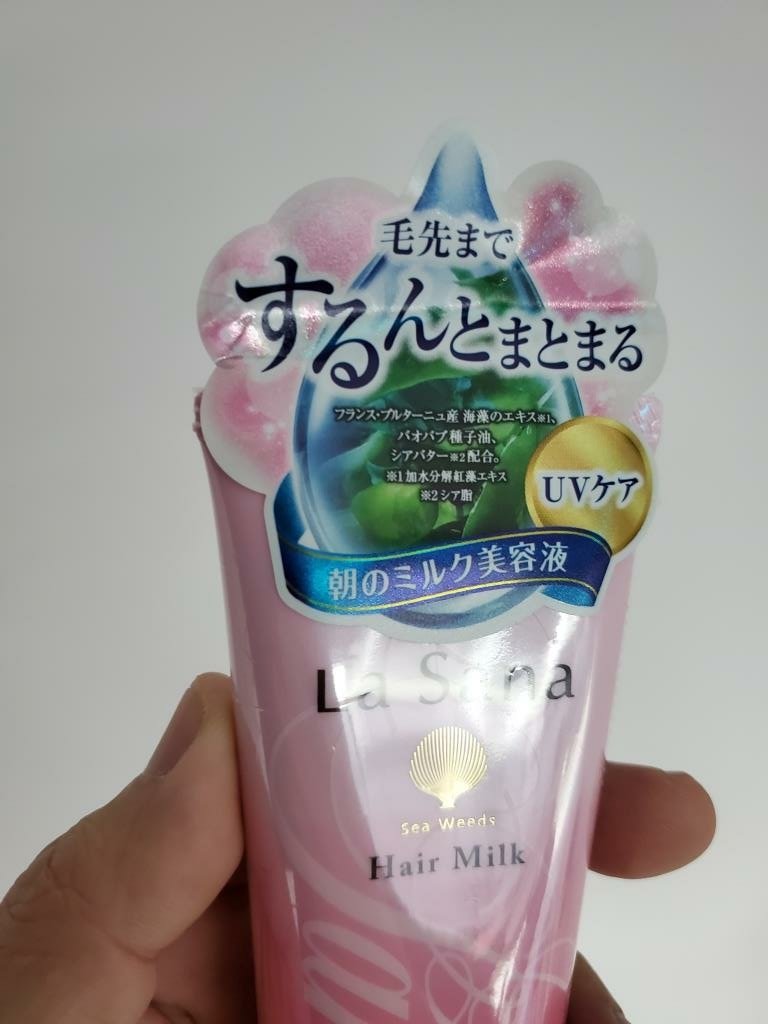 毛先まで
するんとまとまる
フランス・ブルターニュ産 海藻のエキス※1、
バオバブ種子油、
シアバター※2配合。
※1加水分解紅藻エキス
※2シア脂
UVケア
朝のミルク美容液
La Sana
Sea Weeds
Hair Milk